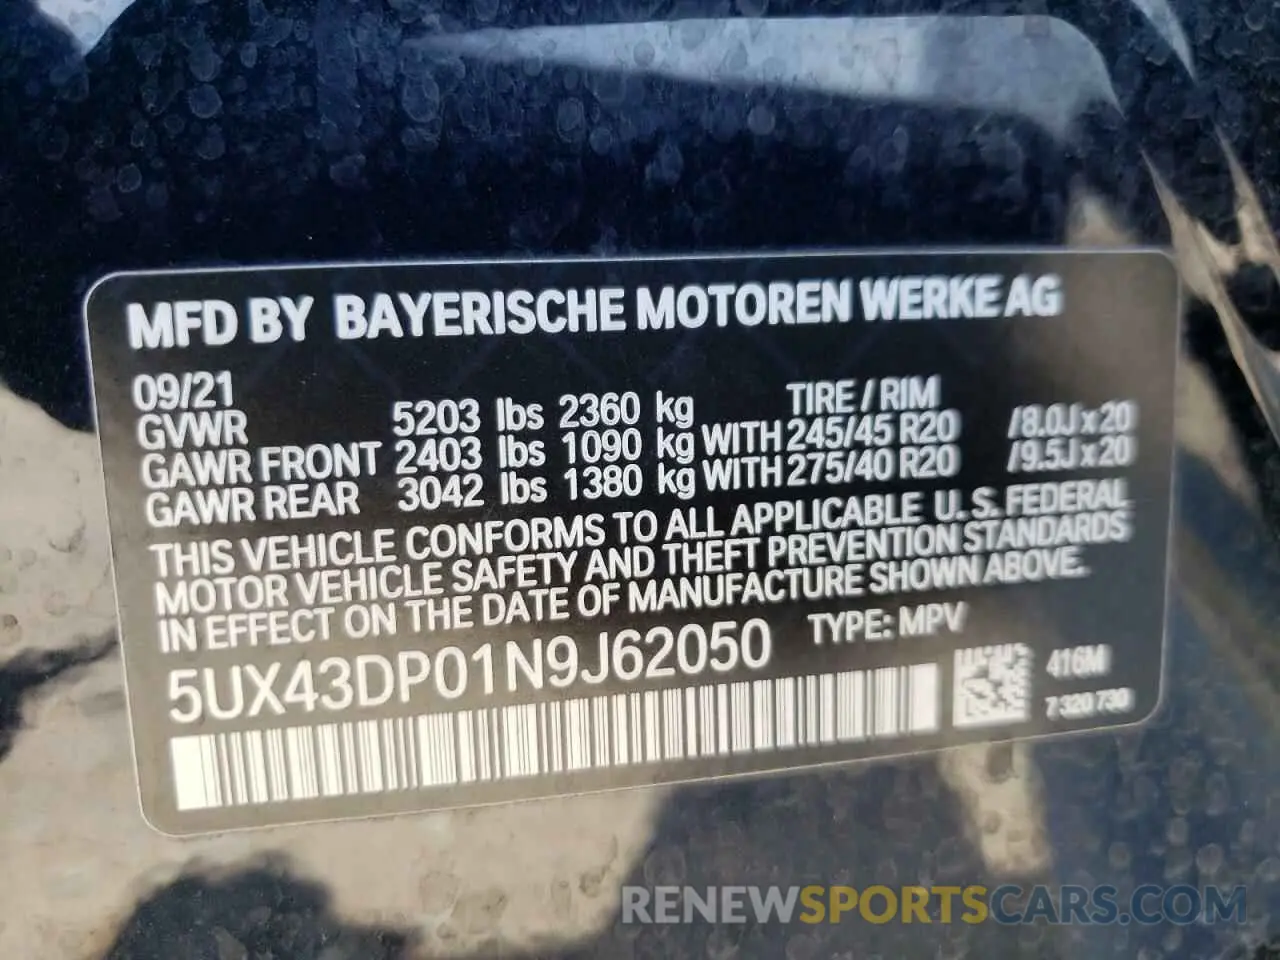 MFD BY BAYERISCHE MOTOREN WERKE AG
09/21 TIRE / RIM
GVWR 5203 lbs 2360 kg
GAWR FRONT 2403 lbs 1090 kg WITH 245/45 R20 /8.0J x 20
GAWR REAR 3042 lbs 1380 kg WITH 275/40 R20 /9.5J x 20
THIS VEHICLE CONFORMS TO ALL APPLICABLE U. S. FEDERAL
MOTOR VEHICLE SAFETY AND THEFT PREVENTION STANDARDS
IN EFFECT ON THE DATE OF MANUFACTURE SHOWN ABOVE.
5UX43DP01N9J62050 TYPE: MPV
416M
7 320 730
RENEWSPORTSCARS.COM